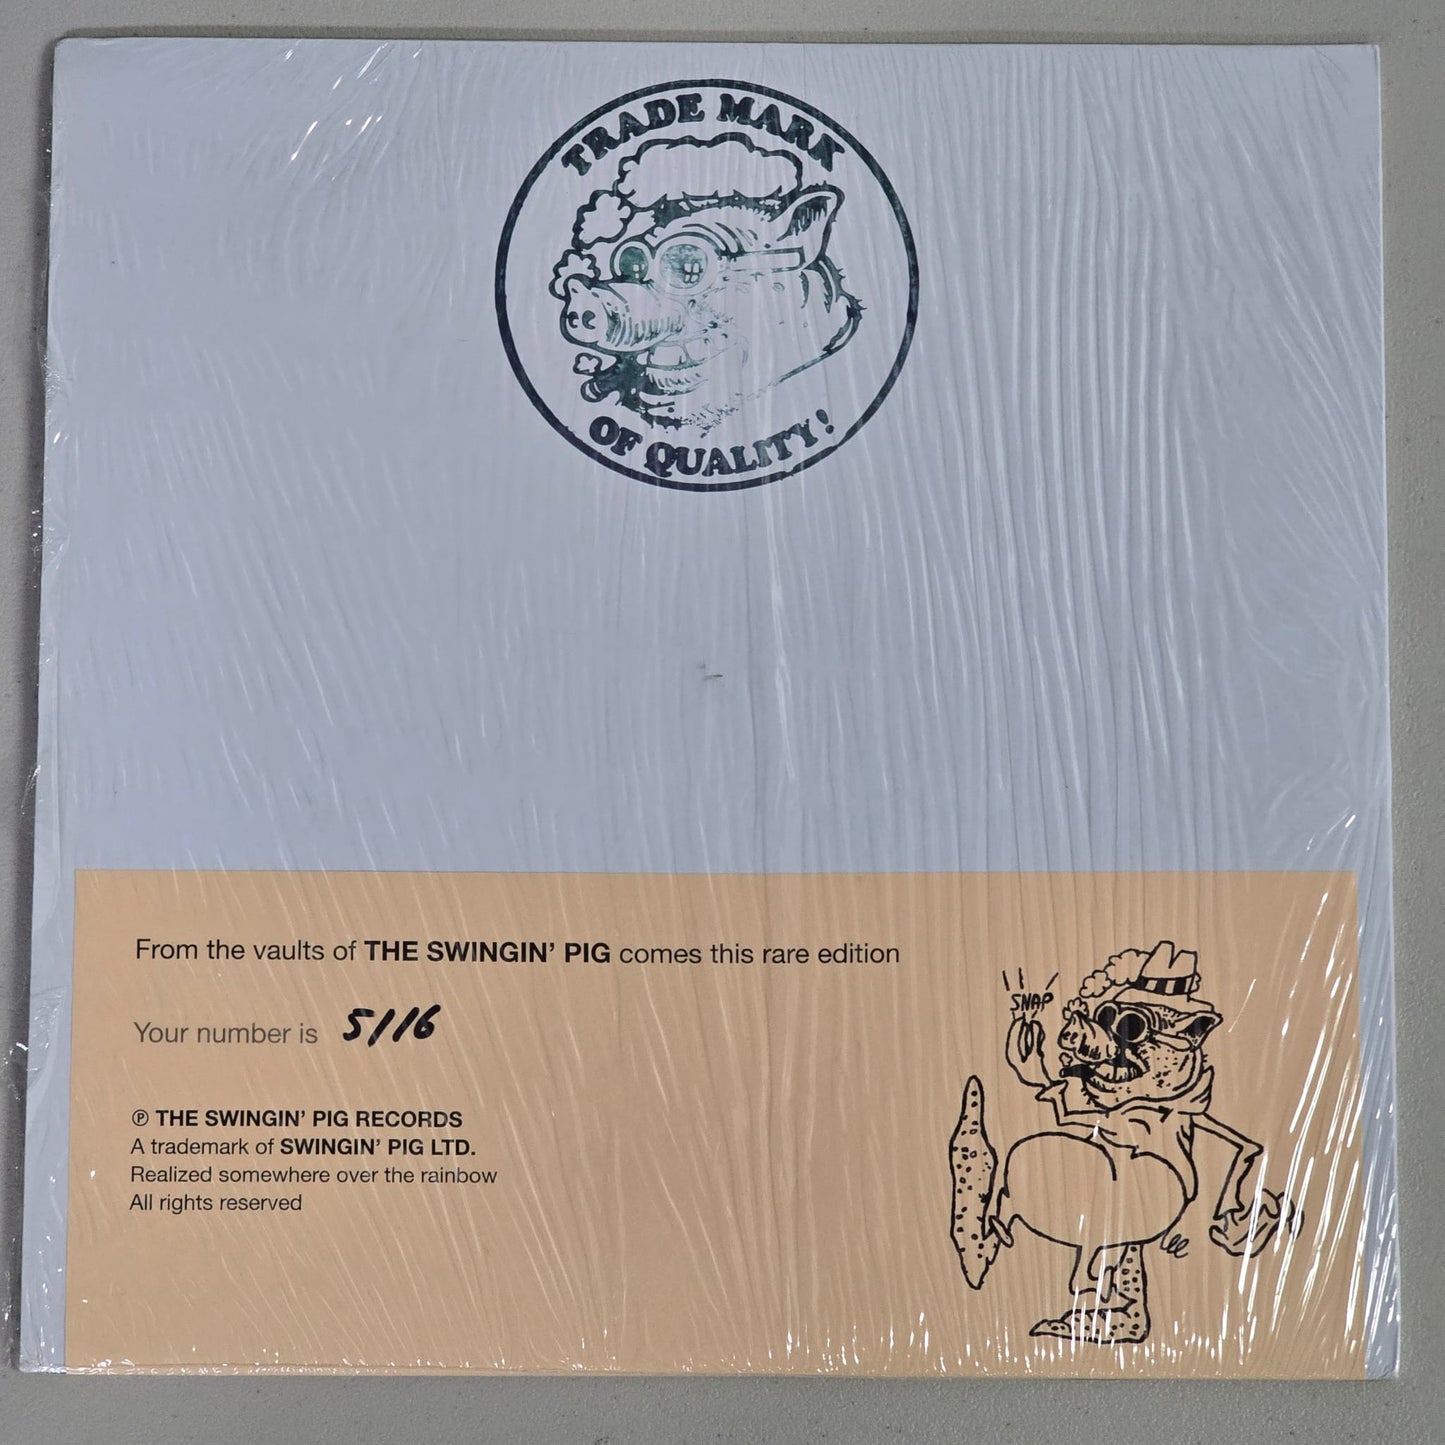 TRADE MARK
OF QUALITY!
From the vaults of THE SWINGIN' PIG comes this rare edition
SNAP
Your number is 5/16
℗ THE SWINGIN' PIG RECORDS
A trademark of SWINGIN' PIG LTD.
Realized somewhere over the rainbow
All rights reserved